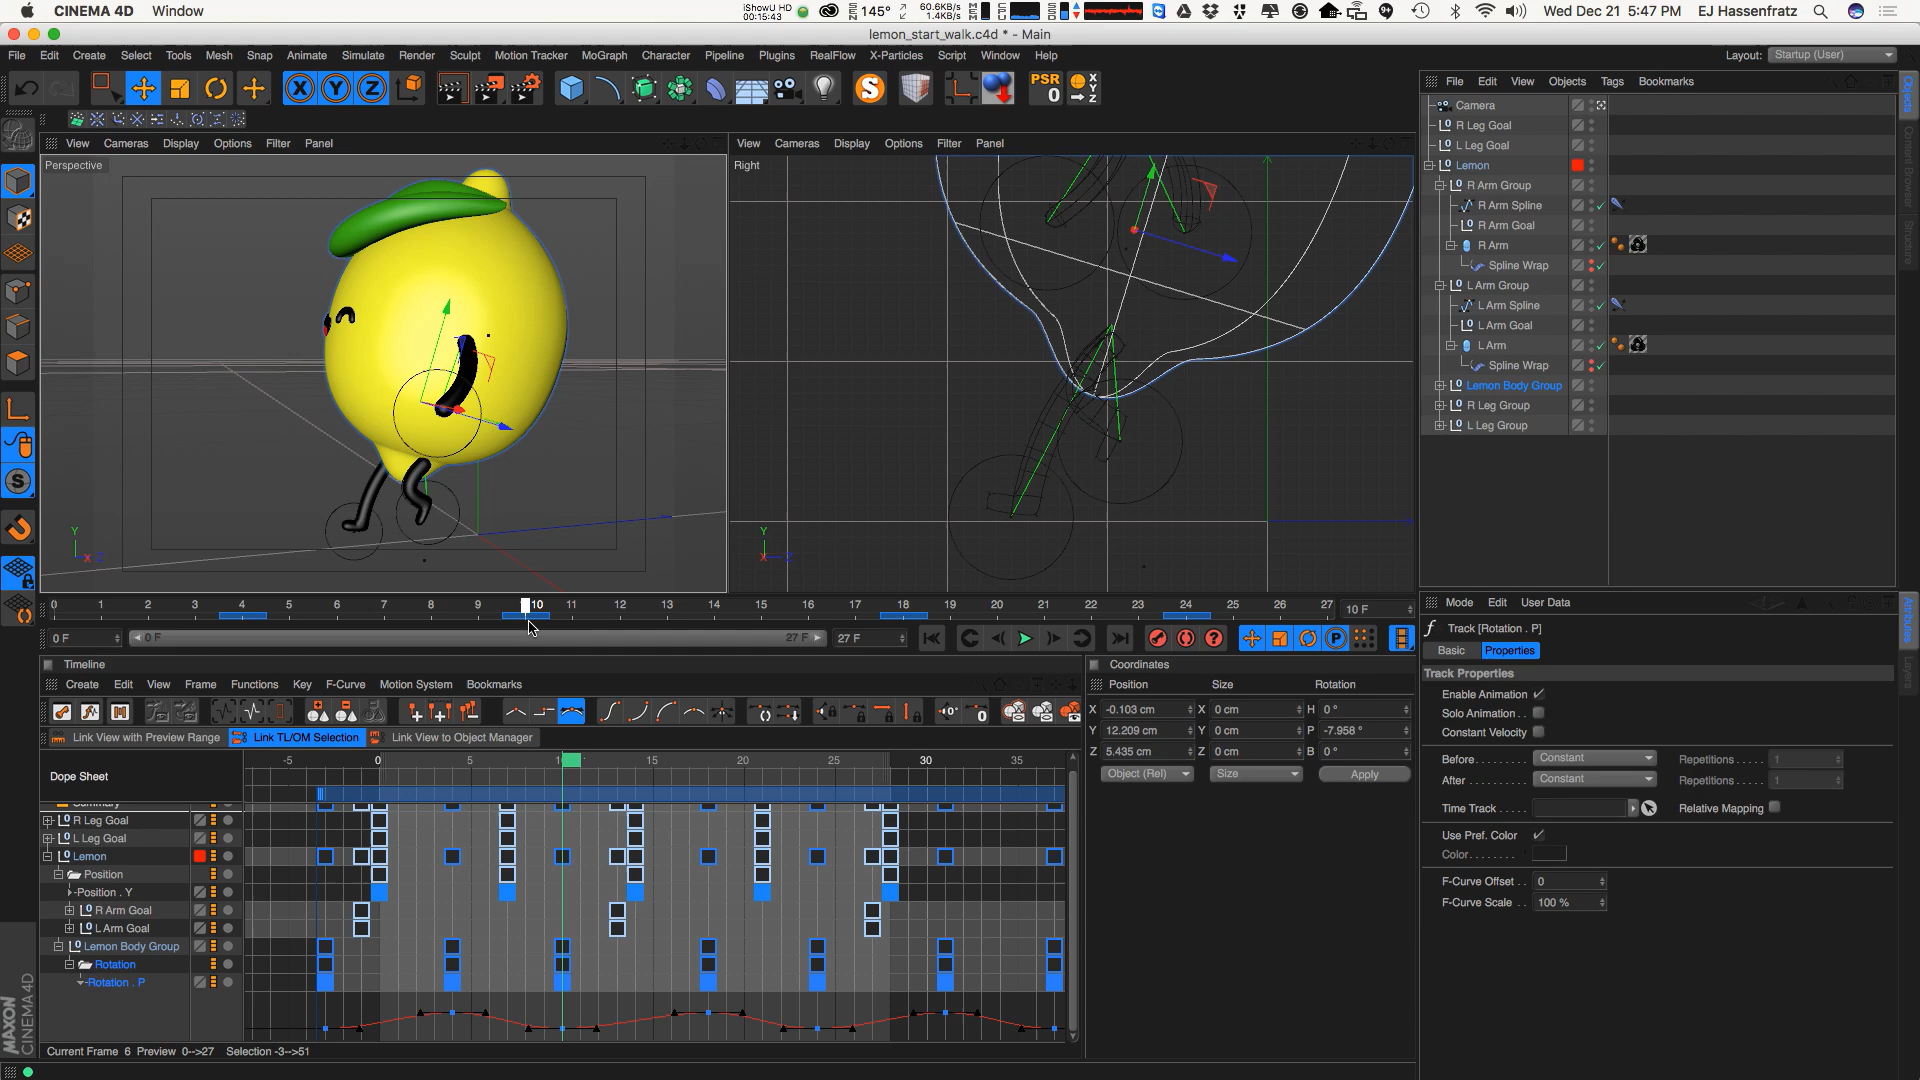 CINEMA 4D Window
iShowU HD 00:15:43 145° 60.6KB/s 1.4KB/s Wed Dec 21 5:47 PM EJ Hassenfratz
lemon_start_walk.c4d * - Main
File Edit Create Select Tools Mesh Snap Animate Simulate Render Sculpt Motion Tracker MoGraph Character Pipeline Plugins RealFlow X-Particles Script Window Help
Layout: Startup (User)
X Y Z S PSR 0 X Y Z
File Edit View Objects Tags Bookmarks
View Cameras Display Options Filter Panel
View Cameras Display Options Filter Panel
Perspective
Right
Camera
R Leg Goal
L Leg Goal
Lemon
R Arm Group
R Arm Spline
R Arm Goal
R Arm
Spline Wrap
L Arm Group
L Arm Spline
L Arm Goal
L Arm
Spline Wrap
Lemon Body Group
R Leg Group
L Leg Group
Objects
Content Browser
Structure
Y X Z
Y X Z
0 1 2 3 4 5 6 7 8 9 10 11 12 13 14 15 16 17 18 19 20 21 22 23 24 25 26 27 10 F
0 F 0 F 27 F 27 F
Timeline
Create Edit View Frame Functions Key F-Curve Motion System Bookmarks
Link View with Preview Range Link TL/OM Selection Link View to Object Manager
Dope Sheet
-5 0 5 15 20 25 30 35
Summary
R Leg Goal
L Leg Goal
Lemon
Position
Position . Y
R Arm Goal
L Arm Goal
Lemon Body Group
Rotation
Rotation . P
Current Frame 6 Preview 0-->27 Selection -3-->51
MAXON CINEMA 4D
Coordinates
Position Size Rotation
X -0.103 cm X 0 cm H 0 °
Y 12.209 cm Y 0 cm P -7.958 °
Z 5.435 cm Z 0 cm B 0 °
Object (Rel) Size Apply
Mode Edit User Data
Track [Rotation . P]
Basic Properties
Track Properties
Enable Animation
Solo Animation . .
Constant Velocity
Before. . . . . . . . Constant Repetitions . . . . . 1
After . . . . . . . . . Constant Repetitions . . . . . 1
Time Track . . . . Relative Mapping
Use Pref. Color
Color. . . . . . . .
F-Curve Offset . . 0
F-Curve Scale . . 100 %
Attributes
Layers